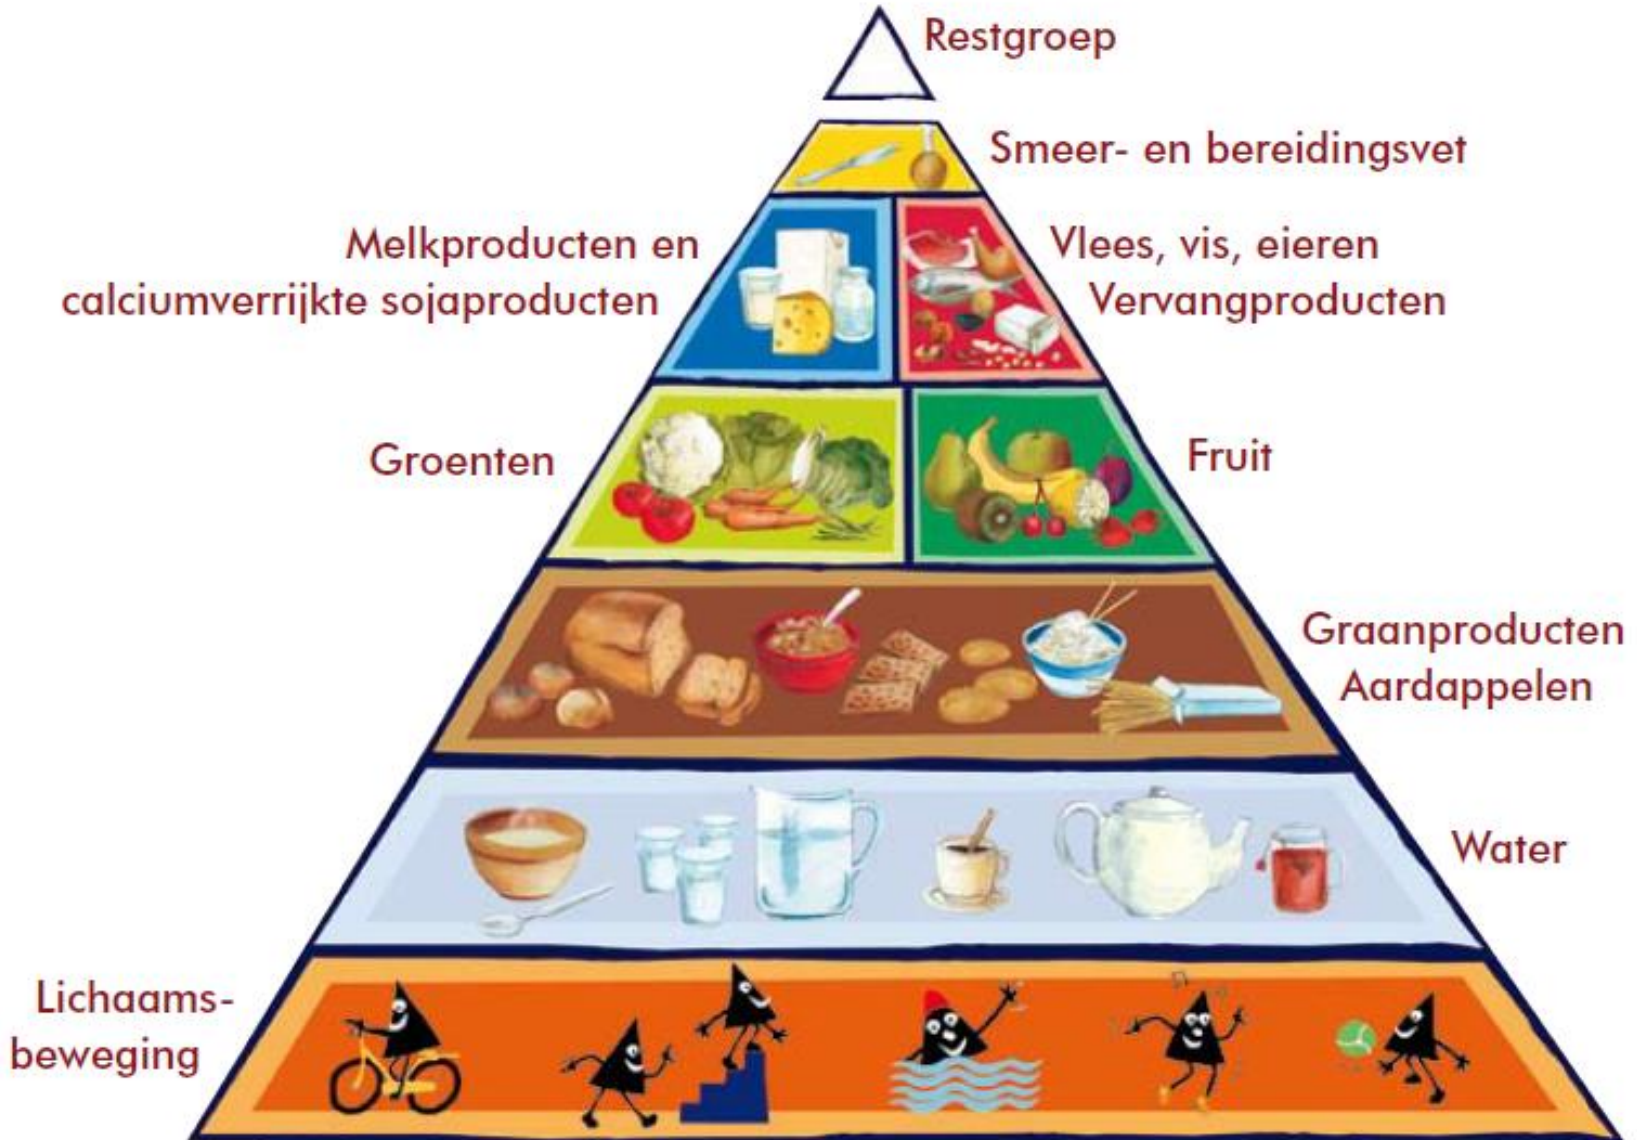 Restgroep
Smeer- en bereidingsvet
Melkproducten en
calciumverrijkte sojaproducten
Vlees, vis, eieren
Vervangproducten
Groenten
Fruit
Graanproducten
Aardappelen
Water
Lichaams-
beweging